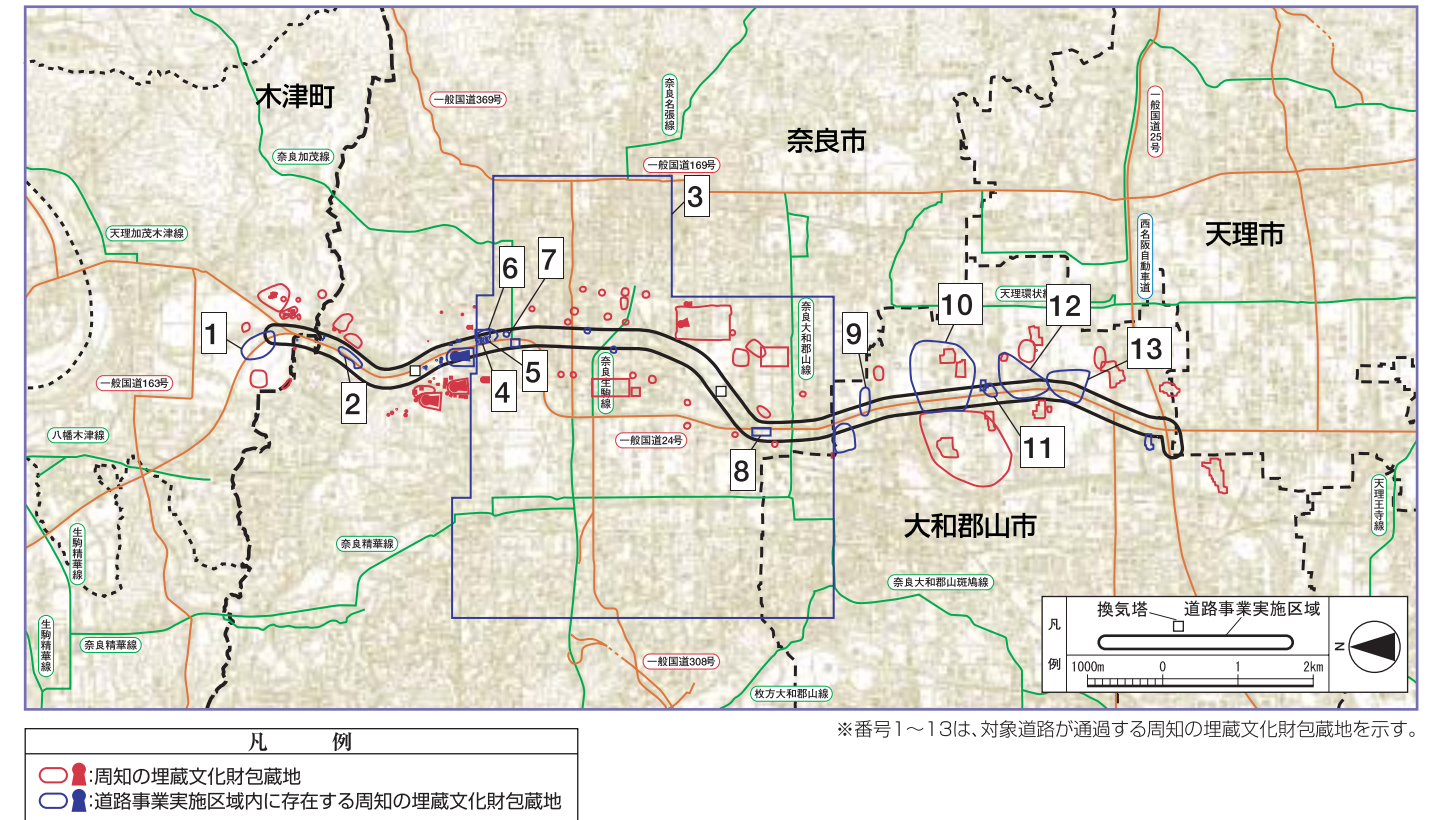 木津町
一般国道369号
奈良名張線
奈良市
一般国道25号
奈良加茂線
一般国道169号
3
天理加茂木津線
西名阪自動車道
天理市
6
7
10
天理環状線
12
1
9
奈良大和郡山線
13
一般国道163号
2
4
5
奈良生駒線
11
八幡木津線
一般国道24号
8
天理王寺線
生駒精華線
奈良精華線
大和郡山市
奈良大和郡山斑鳩線
生駒精華線
奈良精華線
一般国道308号
枚方大和郡山線
凡例
換気塔
道路事業実施区域
1000m 0 1 2km
N
※番号1～13は、対象道路が通過する周知の埋蔵文化財包蔵地を示す。
凡 例
:周知の埋蔵文化財包蔵地
:道路事業実施区域内に存在する周知の埋蔵文化財包蔵地